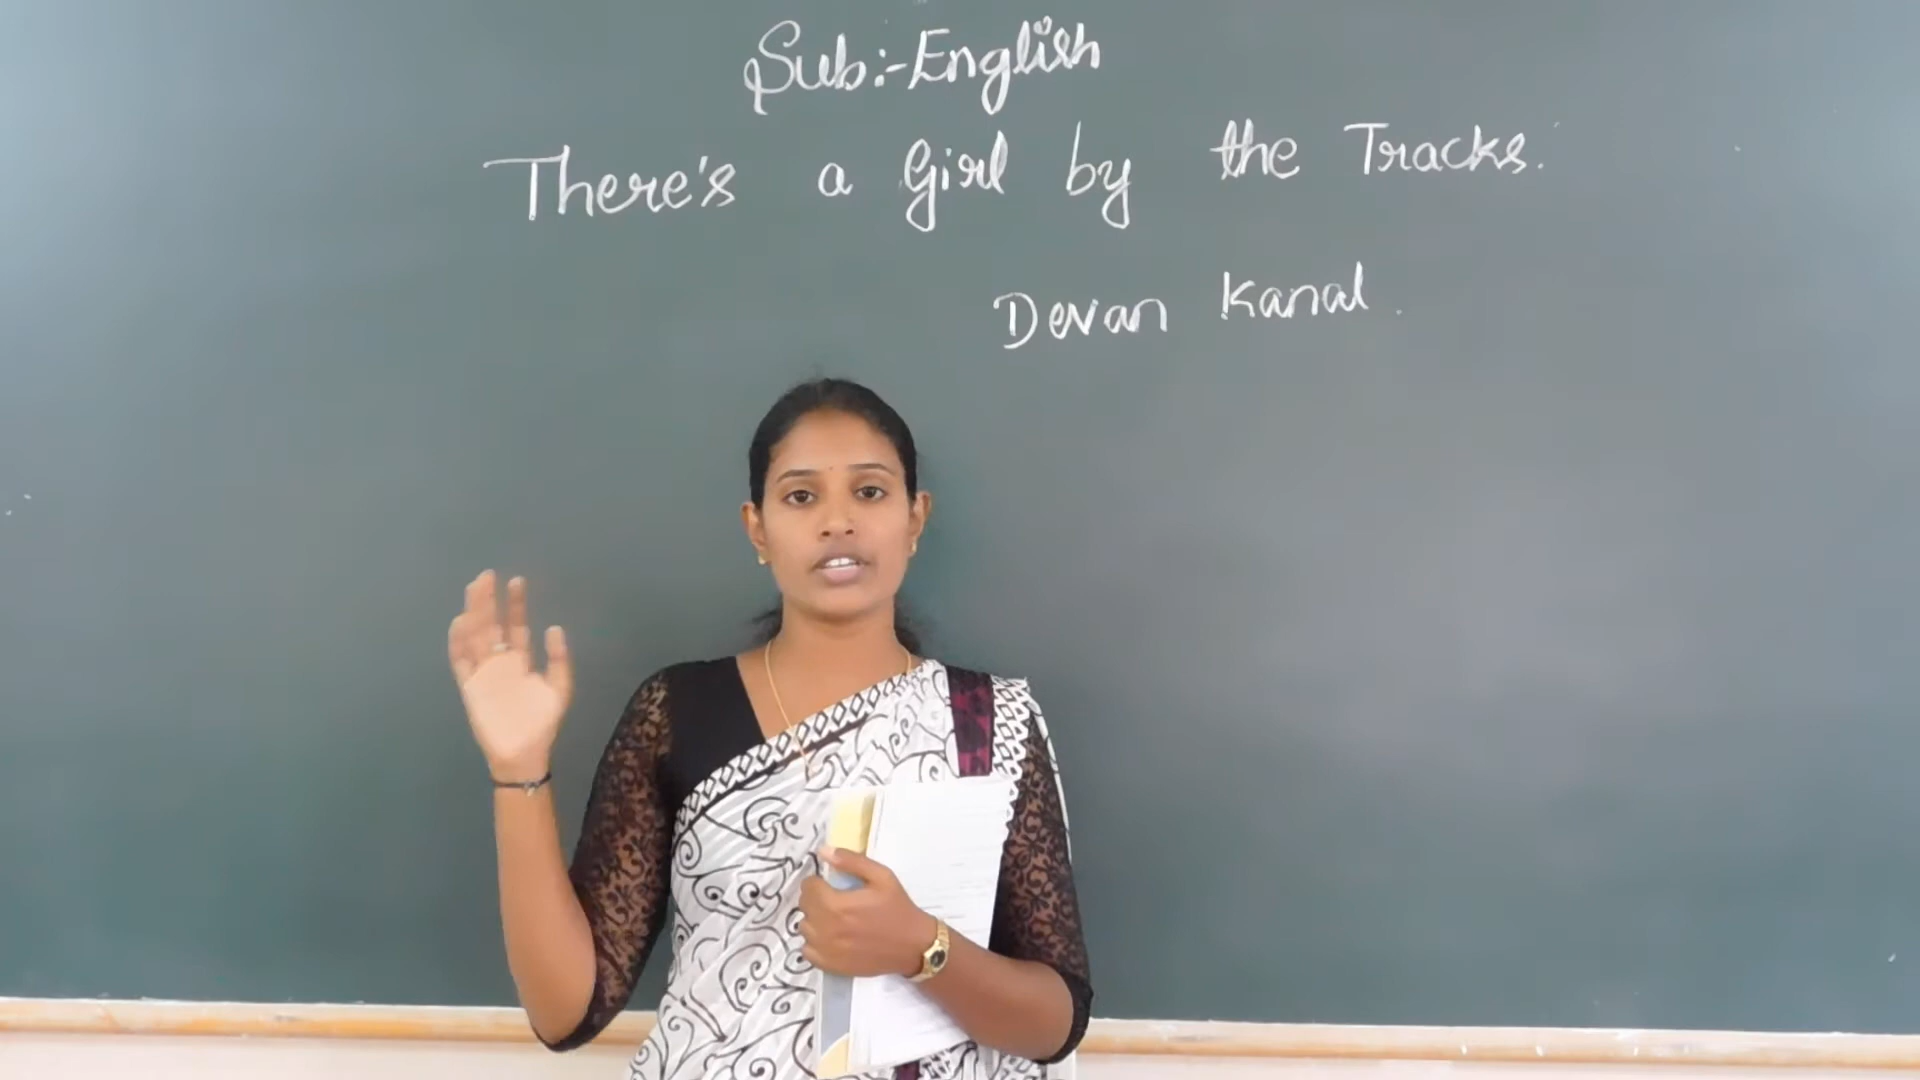 Sub:-English
There's a Girl by the Tracks.
Devan Kanal.